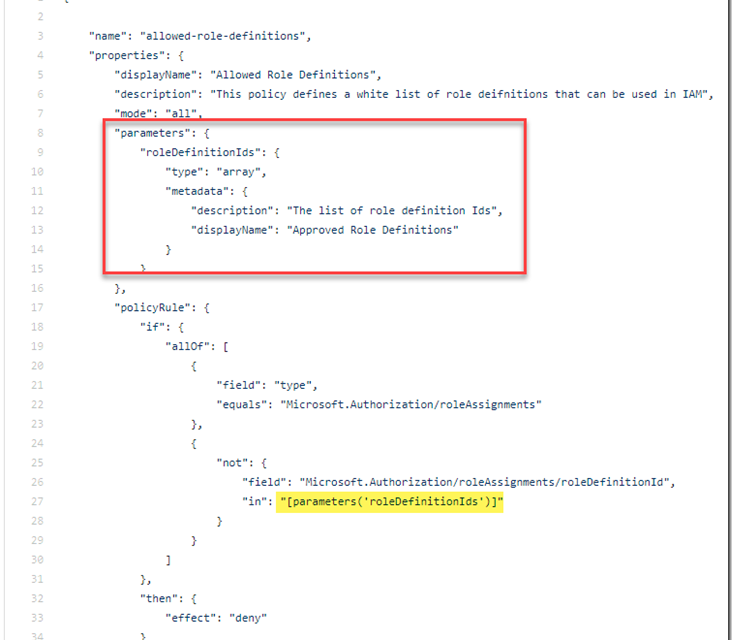 {
2
3 "name": "allowed-role-definitions",
4 "properties": {
5 "displayName": "Allowed Role Definitions",
6 "description": "This policy defines a white list of role deifnitions that can be used in IAM",
7 "mode": "all",
8 "parameters": {
9 "roleDefinitionIds": {
10 "type": "array",
11 "metadata": {
12 "description": "The list of role definition Ids",
13 "displayName": "Approved Role Definitions"
14 }
15 }
16 },
17 "policyRule": {
18 "if": {
19 "allOf": [
20 {
21 "field": "type",
22 "equals": "Microsoft.Authorization/roleAssignments"
23 },
24 {
25 "not": {
26 "field": "Microsoft.Authorization/roleAssignments/roleDefinitionId",
27 "in": "[parameters('roleDefinitionIds')]"
28 }
29 }
30 ]
31 },
32 "then": {
33 "effect": "deny"
34 }